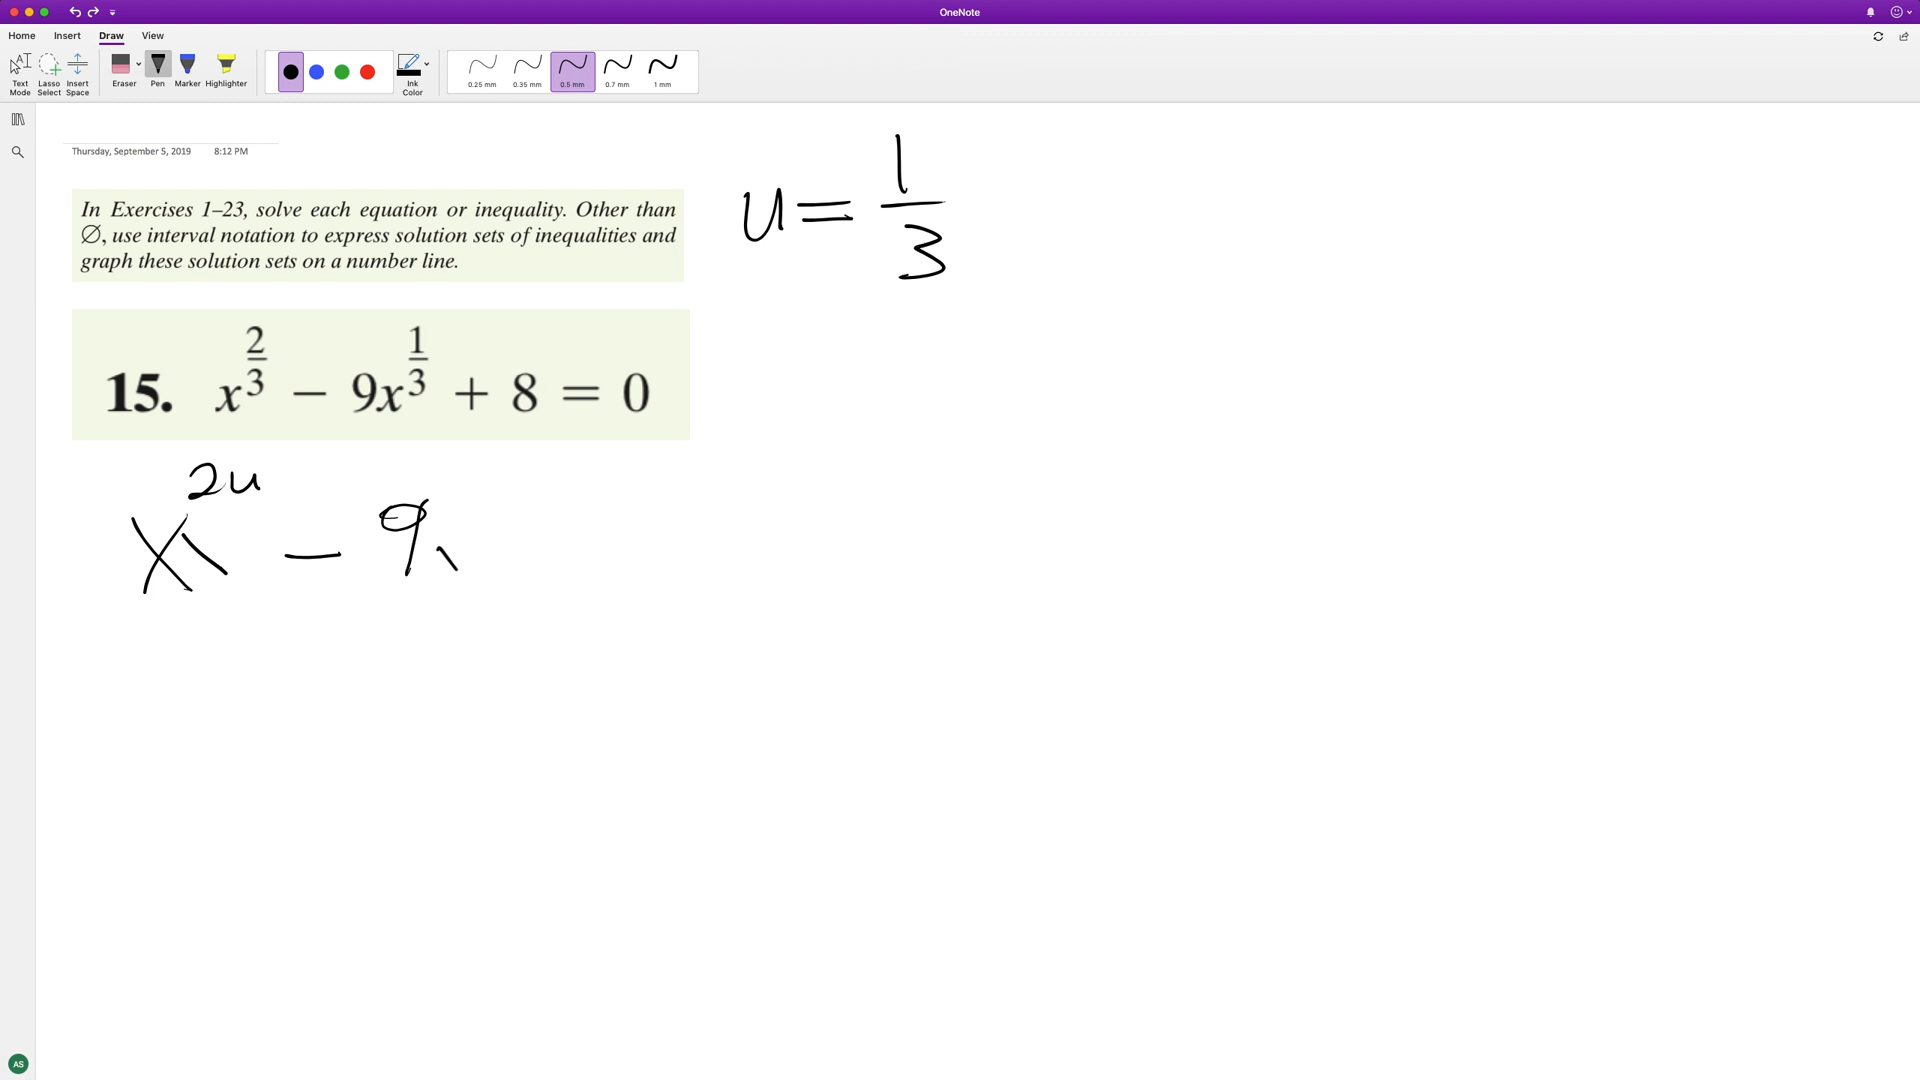 OneNote
Home Insert Draw View
Text Mode Lasso Select Insert Space Eraser Pen Marker Highlighter Ink Color 0.25 mm 0.35 mm 0.5 mm 0.7 mm 1 mm
Thursday, September 5, 2019 8:12 PM
In Exercises 1–23, solve each equation or inequality. Other than
∅, use interval notation to express solution sets of inequalities and
graph these solution sets on a number line.
15. x^(2/3) − 9x^(1/3) + 8 = 0
u = 1/3
x^(2u) − 9
AS